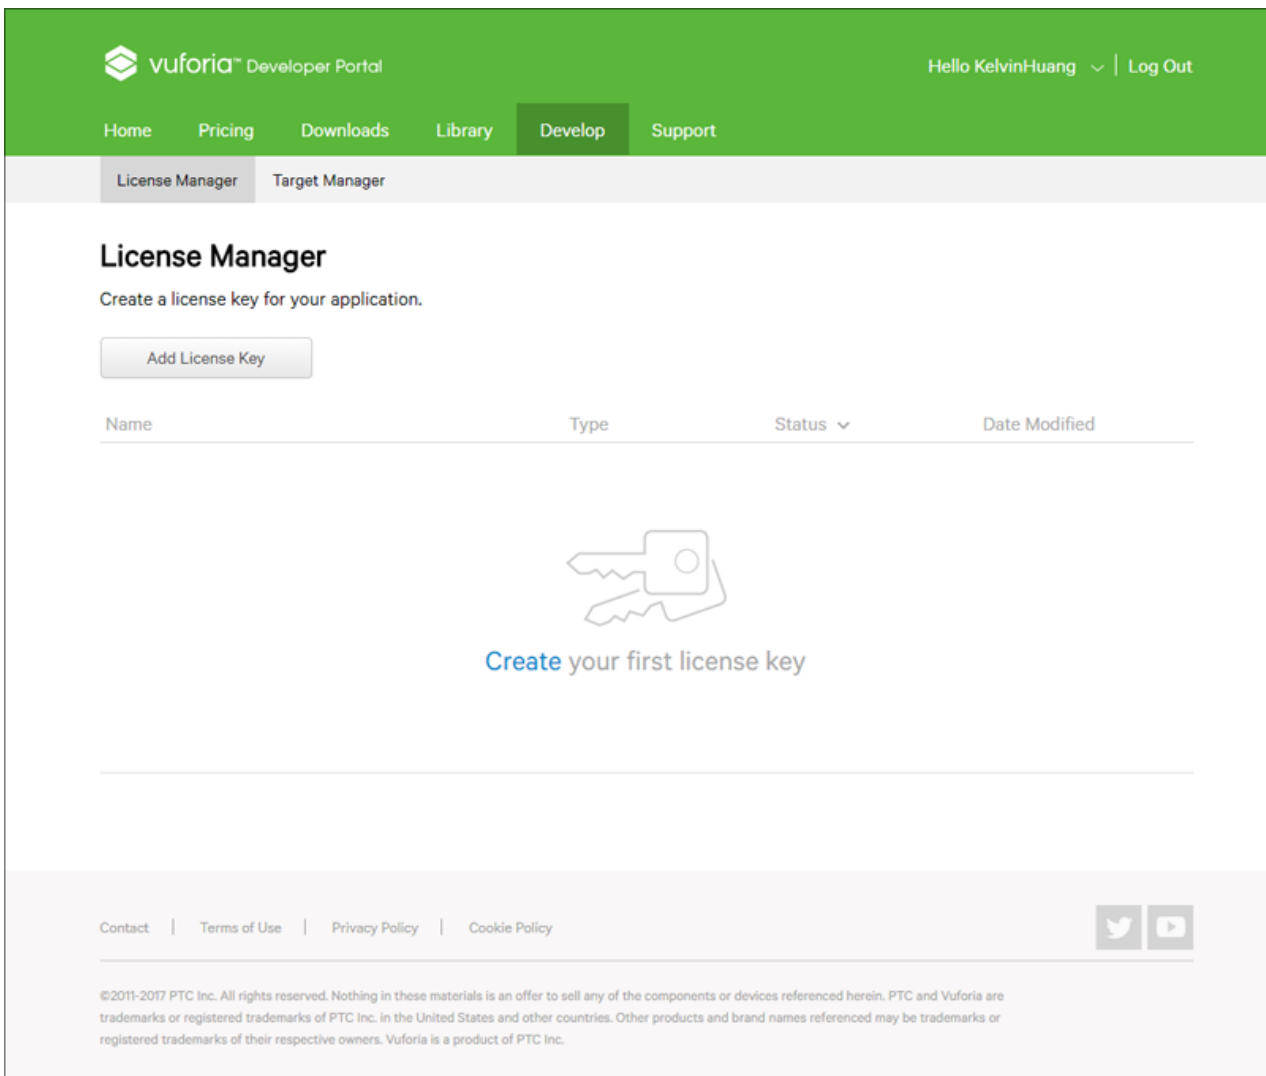 vuforia™ Developer Portal
Hello KelvinHuang | Log Out
Home Pricing Downloads Library Develop Support
License Manager Target Manager
License Manager
Create a license key for your application.
Add License Key
Name Type Status Date Modified
Create your first license key
Contact | Terms of Use | Privacy Policy | Cookie Policy
©2011-2017 PTC Inc. All rights reserved. Nothing in these materials is an offer to sell any of the components or devices referenced herein. PTC and Vuforia are
trademarks or registered trademarks of PTC Inc. in the United States and other countries. Other products and brand names referenced may be trademarks or
registered trademarks of their respective owners. Vuforia is a product of PTC Inc.